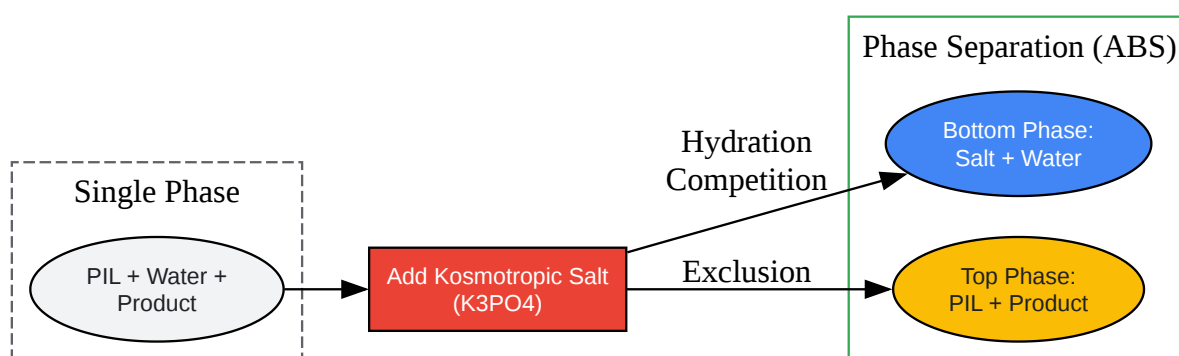 Single Phase
PIL + Water +
Product
Add Kosmotropic Salt
(K3PO4)
Hydration
Competition
Exclusion
Phase Separation (ABS)
Bottom Phase:
Salt + Water
Top Phase:
PIL + Product